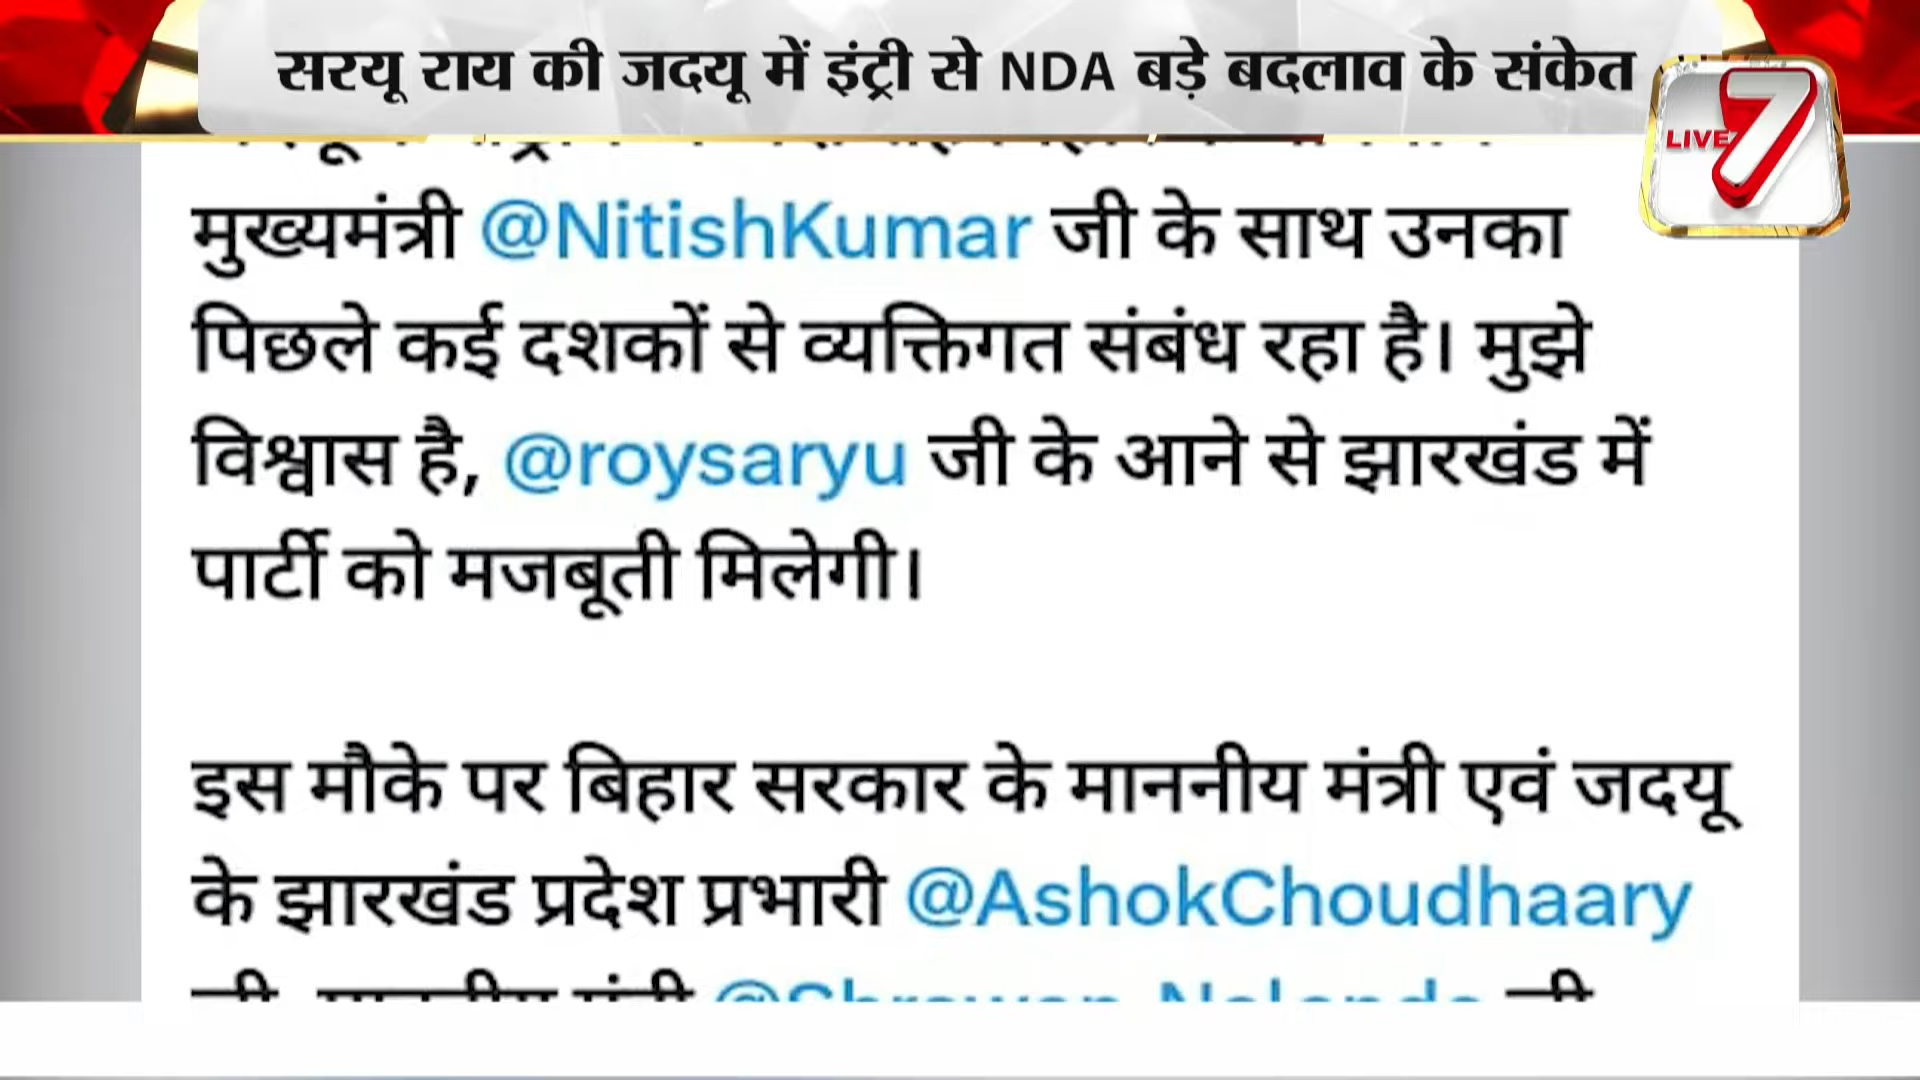 सरयू राय की जदयू में इंट्री से NDA बड़े बदलाव के संकेत
LIVE 7
मुख्यमंत्री @NitishKumar जी के साथ उनका
पिछले कई दशकों से व्यक्तिगत संबंध रहा है। मुझे
विश्वास है, @roysaryu जी के आने से झारखंड में
पार्टी को मजबूती मिलेगी।
इस मौके पर बिहार सरकार के माननीय मंत्री एवं जदयू
के झारखंड प्रदेश प्रभारी @AshokChoudhaary